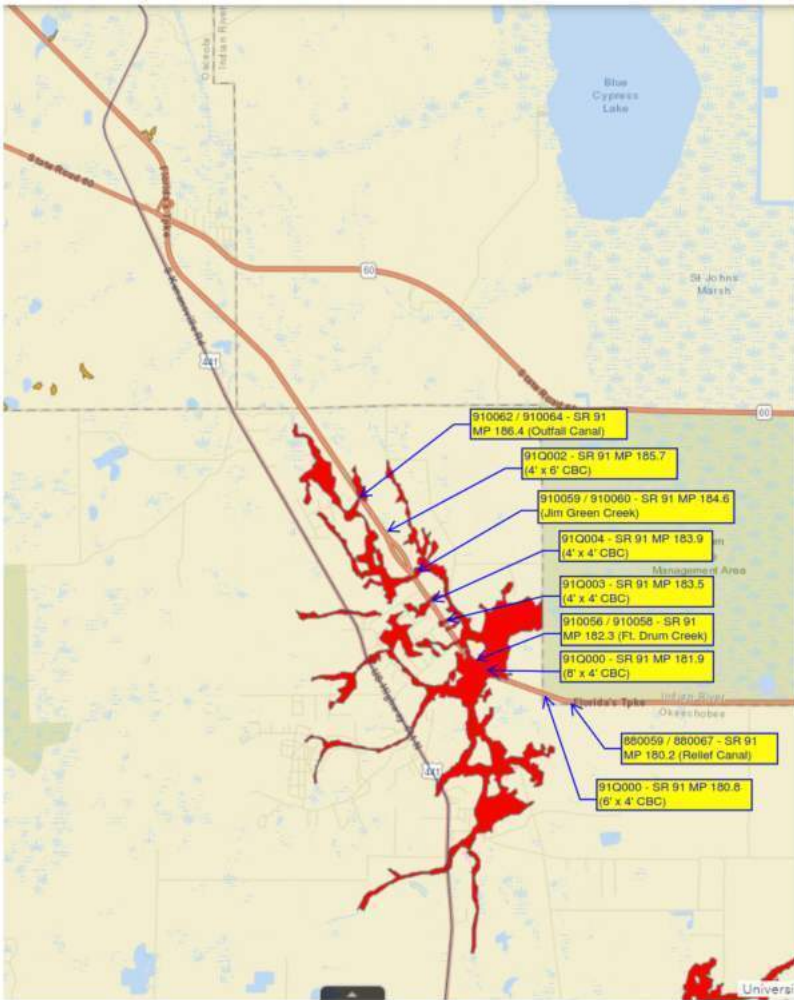 Osceola
Indian River
Blue
Cypress
Lake
State Road 60
Florida's Tpke
60
St Johns
Marsh
S Kenansville Rd
441
State Road 60
60
910062 / 910064 - SR 91
MP 186.4 (Outfall Canal)
91Q002 - SR 91 MP 185.7
(4' x 6' CBC)
910059 / 910060 - SR 91 MP 184.6
(Jim Green Creek)
91Q004 - SR 91 MP 183.9
(4' x 4' CBC)
Management Area
91Q003 - SR 91 MP 183.5
(4' x 4' CBC)
910056 / 910058 - SR 91
MP 182.3 (Ft. Drum Creek)
91Q000 - SR 91 MP 181.9
(8' x 4' CBC)
Florida's Tpke
Indian River
Okeechobee
880059 / 880067 - SR 91
MP 180.2 (Relief Canal)
441
91Q000 - SR 91 MP 180.8
(6' x 4' CBC)
Universi